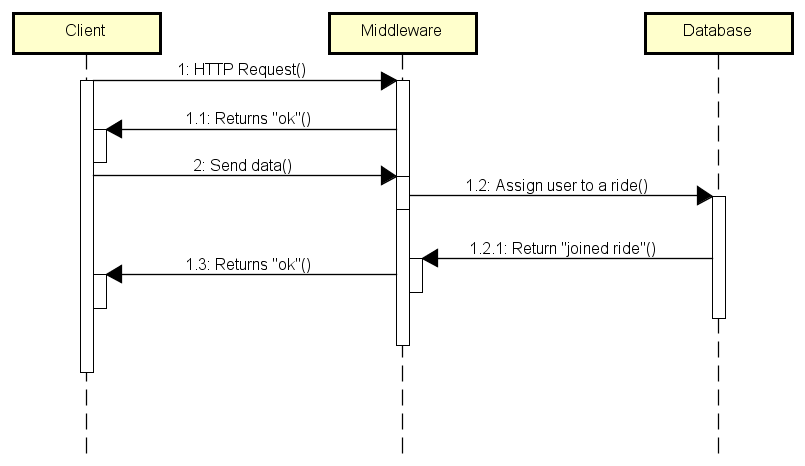 Client
Middleware
Database
1: HTTP Request()
1.1: Returns "ok"()
2: Send data()
1.2: Assign user to a ride()
1.2.1: Return "joined ride"()
1.3: Returns "ok"()